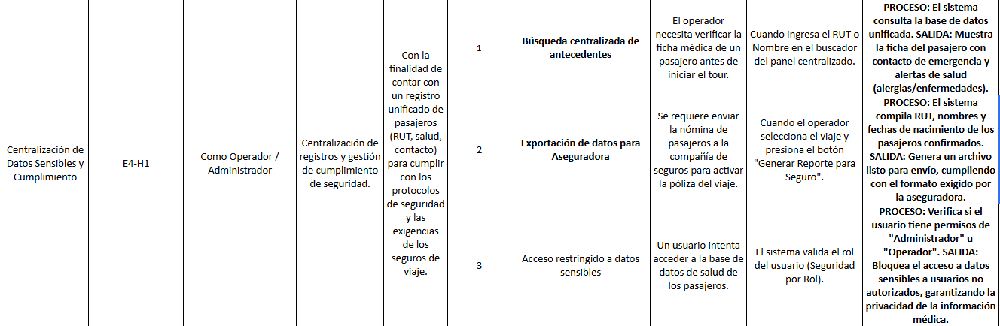 Centralización de
Datos Sensibles y
Cumplimiento
E4-H1
Como Operador /
Administrador
Centralización de
registros y gestión
de cumplimiento
de seguridad.
Con la
finalidad de
contar con
un registro
unificado de
pasajeros
(RUT, salud,
contacto)
para cumplir
con los
protocolos
de seguridad
y las
exigencias
de los
seguros de
viaje.
1
Búsqueda centralizada de
antecedentes
El operador
necesita verificar la
ficha médica de un
pasajero antes de
iniciar el tour.
Cuando ingresa el RUT o
Nombre en el buscador
del panel centralizado.
PROCESO: El sistema
consulta la base de datos
unificada. SALIDA: Muestra
la ficha del pasajero con
contacto de emergencia y
alertas de salud
(alergias/enfermedades).
2
Exportación de datos para
Aseguradora
Se requiere enviar
la nómina de
pasajeros a la
compañía de
seguros para activar
la póliza del viaje.
Cuando el operador
selecciona el viaje y
presiona el botón
"Generar Reporte para
Seguro".
PROCESO: El sistema
compila RUT, nombres y
fechas de nacimiento de los
pasajeros confirmados.
SALIDA: Genera un archivo
listo para envío, cumpliendo
con el formato exigido por
la aseguradora.
3
Acceso restringido a datos
sensibles
Un usuario intenta
acceder a la base de
datos de salud de
los pasajeros.
El sistema valida el rol
del usuario (Seguridad
por Rol).
PROCESO: Verifica si el
usuario tiene permisos de
"Administrador" u
"Operador". SALIDA:
Bloquea el acceso a datos
sensibles a usuarios no
autorizados, garantizando la
privacidad de la información
médica.